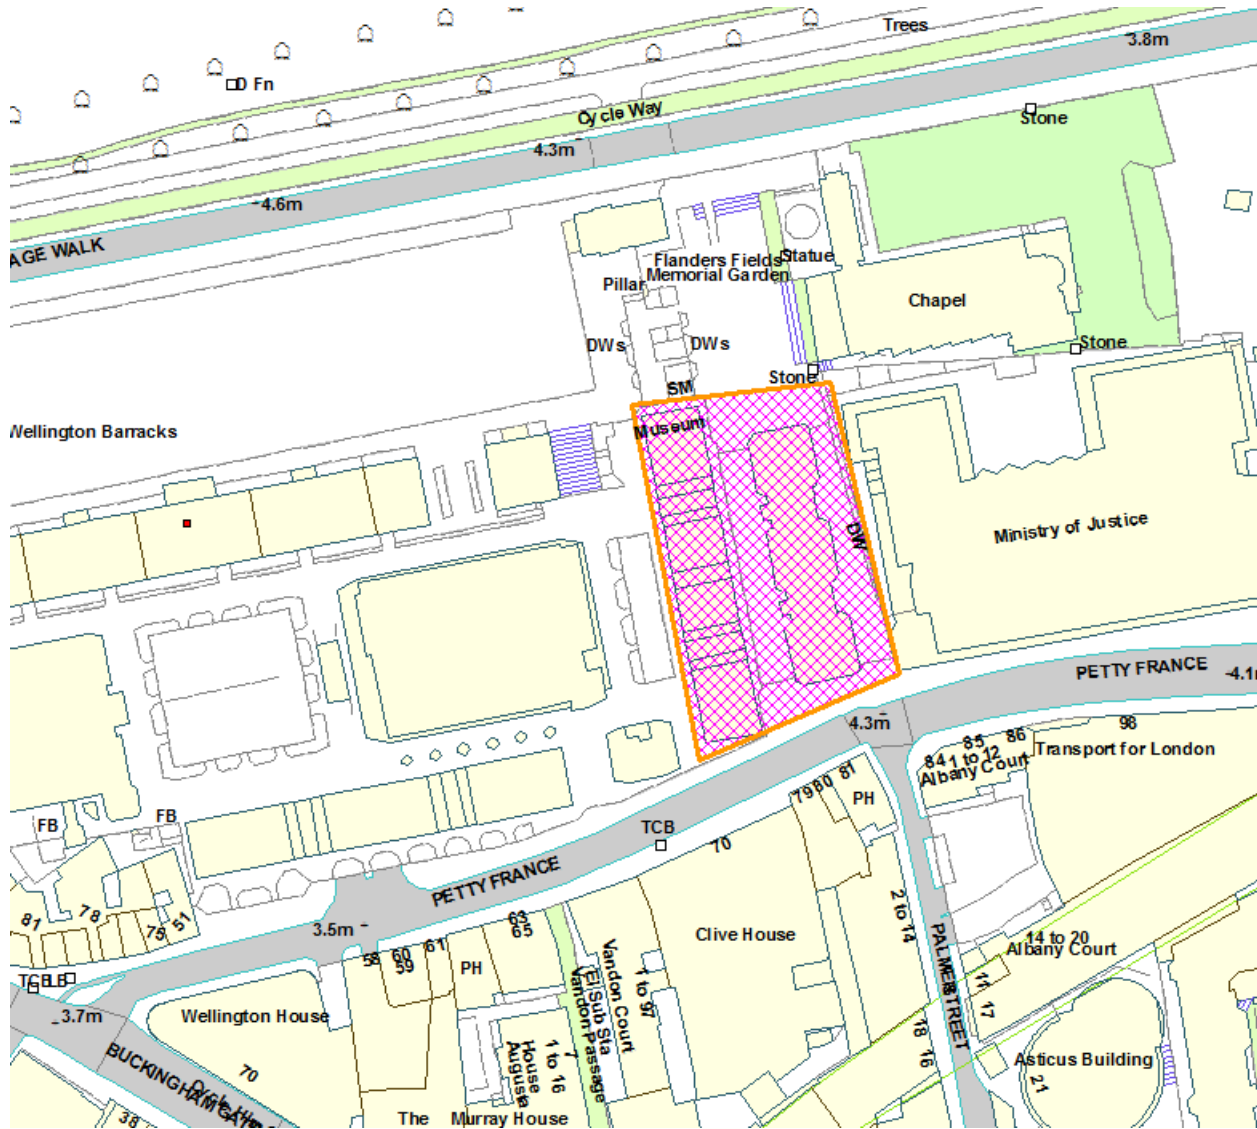 Trees
3.8m
D Fn
Cycle Way
Stone
4.3m
4.6m
AGE WALK
Flanders Fields
Memorial Garden
Statue
Pillar
Chapel
DWs
DWs
Stone
Stone
SM
Museum
Wellington Barracks
Ministry of Justice
DW
PETTY FRANCE
4.1m
4.3m
84
85
86
1 to 12
Albany Court
98
Transport for London
79
80
81
PH
FB
FB
TCB
70
PETTY FRANCE
2 to 14
81
78
75
51
3.5m
58
60
59
61
63
PH
Clive House
PALMER STREET
14 to 20
Albany Court
TCB
LB
3.7m
Wellington House
Vandon Court
1 to 97
El Sub Sta
Vandon Passage
7
11
17
BUCKINGHAM GATE
70
1 to 16
Augusta
House
18
16
Asticus Building
21
38
The
Murray House